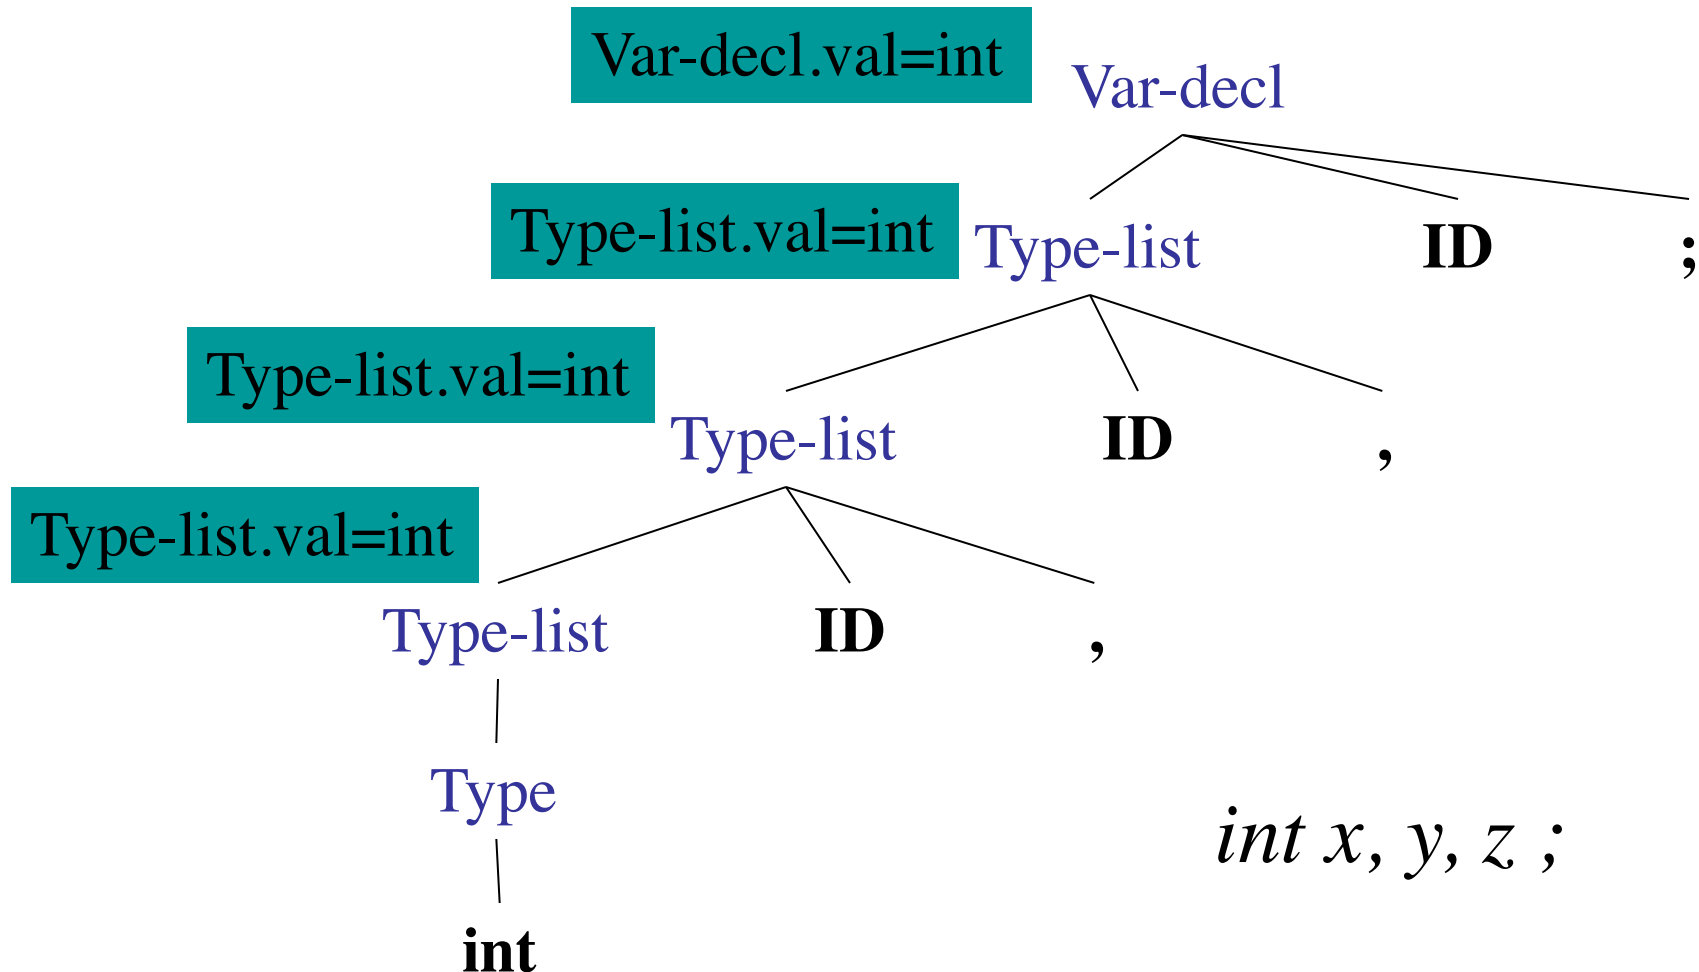 Var-decl.val=int
Var-decl
Type-list.val=int
Type-list
ID
;
Type-list.val=int
Type-list
ID
,
Type-list.val=int
Type-list
ID
,
Type
int x, y, z ;
int